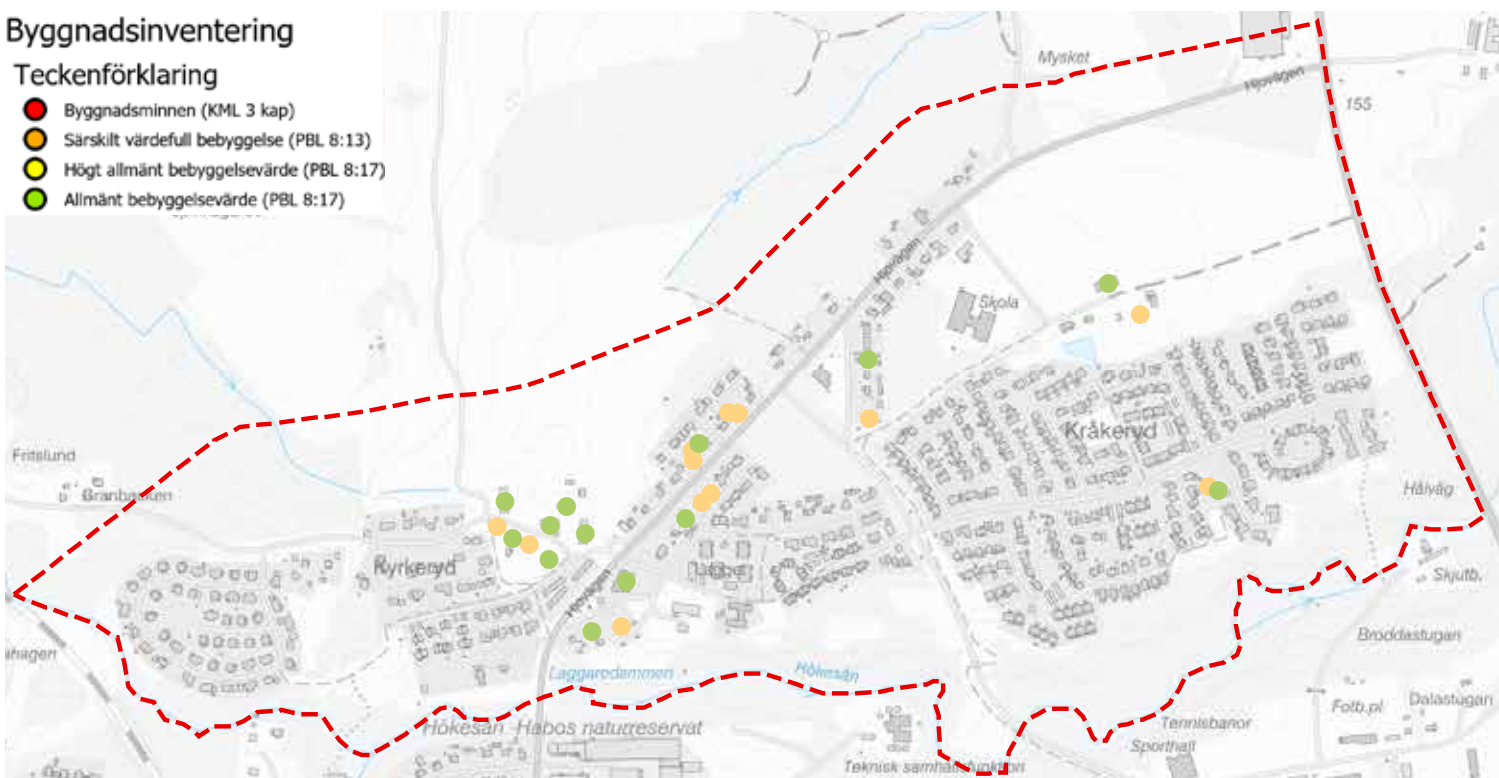 Byggnadsinventering
Teckenförklaring
Byggnadsminnen (KML 3 kap)
Särskilt värdefull bebyggelse (PBL 8:13)
Högt allmänt bebyggelsevärde (PBL 8:17)
Allmänt bebyggelsevärde (PBL 8:17)
Mysket
Hjovägen
155
Hjovägen
Skola
Kråkeryd
Fritslund
Granbacken
Kyrkeryd
Hjovägen
Hålväg
Skjutb.
Broddastugan
Laggaredammen
Hökesån
Hökesån Habos naturreservat
Folb.pl
Dalastugan
Tennisbanor
Sporthall
Teknisk samhällsfunktion